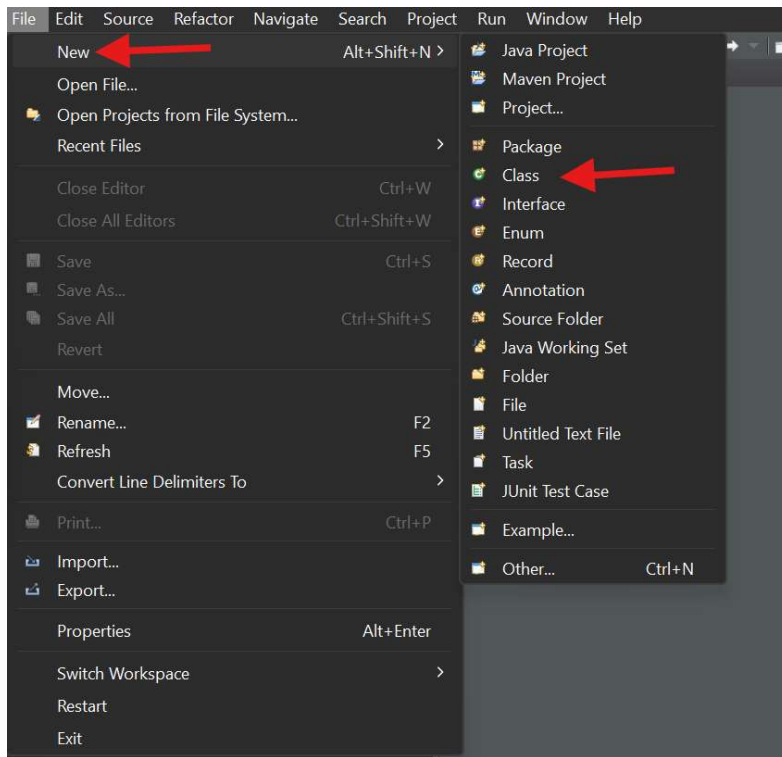 File Edit Source Refactor Navigate Search Project Run Window Help
New Alt+Shift+N >
Open File...
Open Projects from File System...
Recent Files >
Close Editor Ctrl+W
Close All Editors Ctrl+Shift+W
Save Ctrl+S
Save As...
Save All Ctrl+Shift+S
Revert
Move...
Rename... F2
Refresh F5
Convert Line Delimiters To >
Print... Ctrl+P
Import...
Export...
Properties Alt+Enter
Switch Workspace >
Restart
Exit
Java Project
Maven Project
Project...
Package
Class
Interface
Enum
Record
Annotation
Source Folder
Java Working Set
Folder
File
Untitled Text File
Task
JUnit Test Case
Example...
Other... Ctrl+N